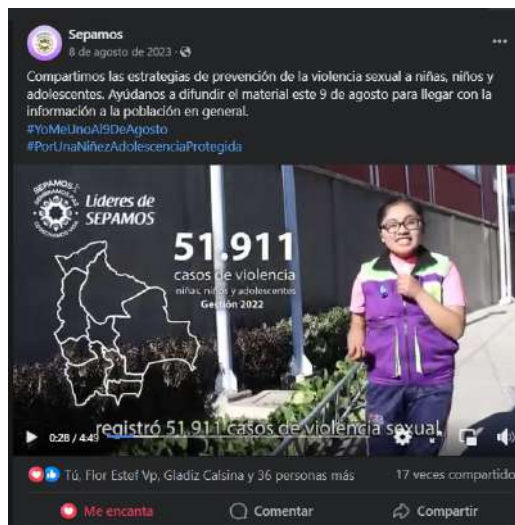 Sepamos
8 de agosto de 2023 ·
Compartimos las estrategias de prevención de la violencia sexual a niñas, niños y
adolescentes. Ayúdanos a difundir el material este 9 de agosto para llegar con la
información a la población en general.
#YoMeUnoAl9DeAgosto
#PorUnaNiñezAdolescenciaProtegida
SEPAMOS
Líderes de
SEPAMOS
51.911
casos de violencia
niñas, niños y adolescentes
Gestión 2022
registró 51.911 casos de violencia sexual
0:28 / 4:49
Tú, Flor Estef Vp, Gladiz Calsina y 36 personas más
17 veces compartido
Me encanta
Comentar
Compartir